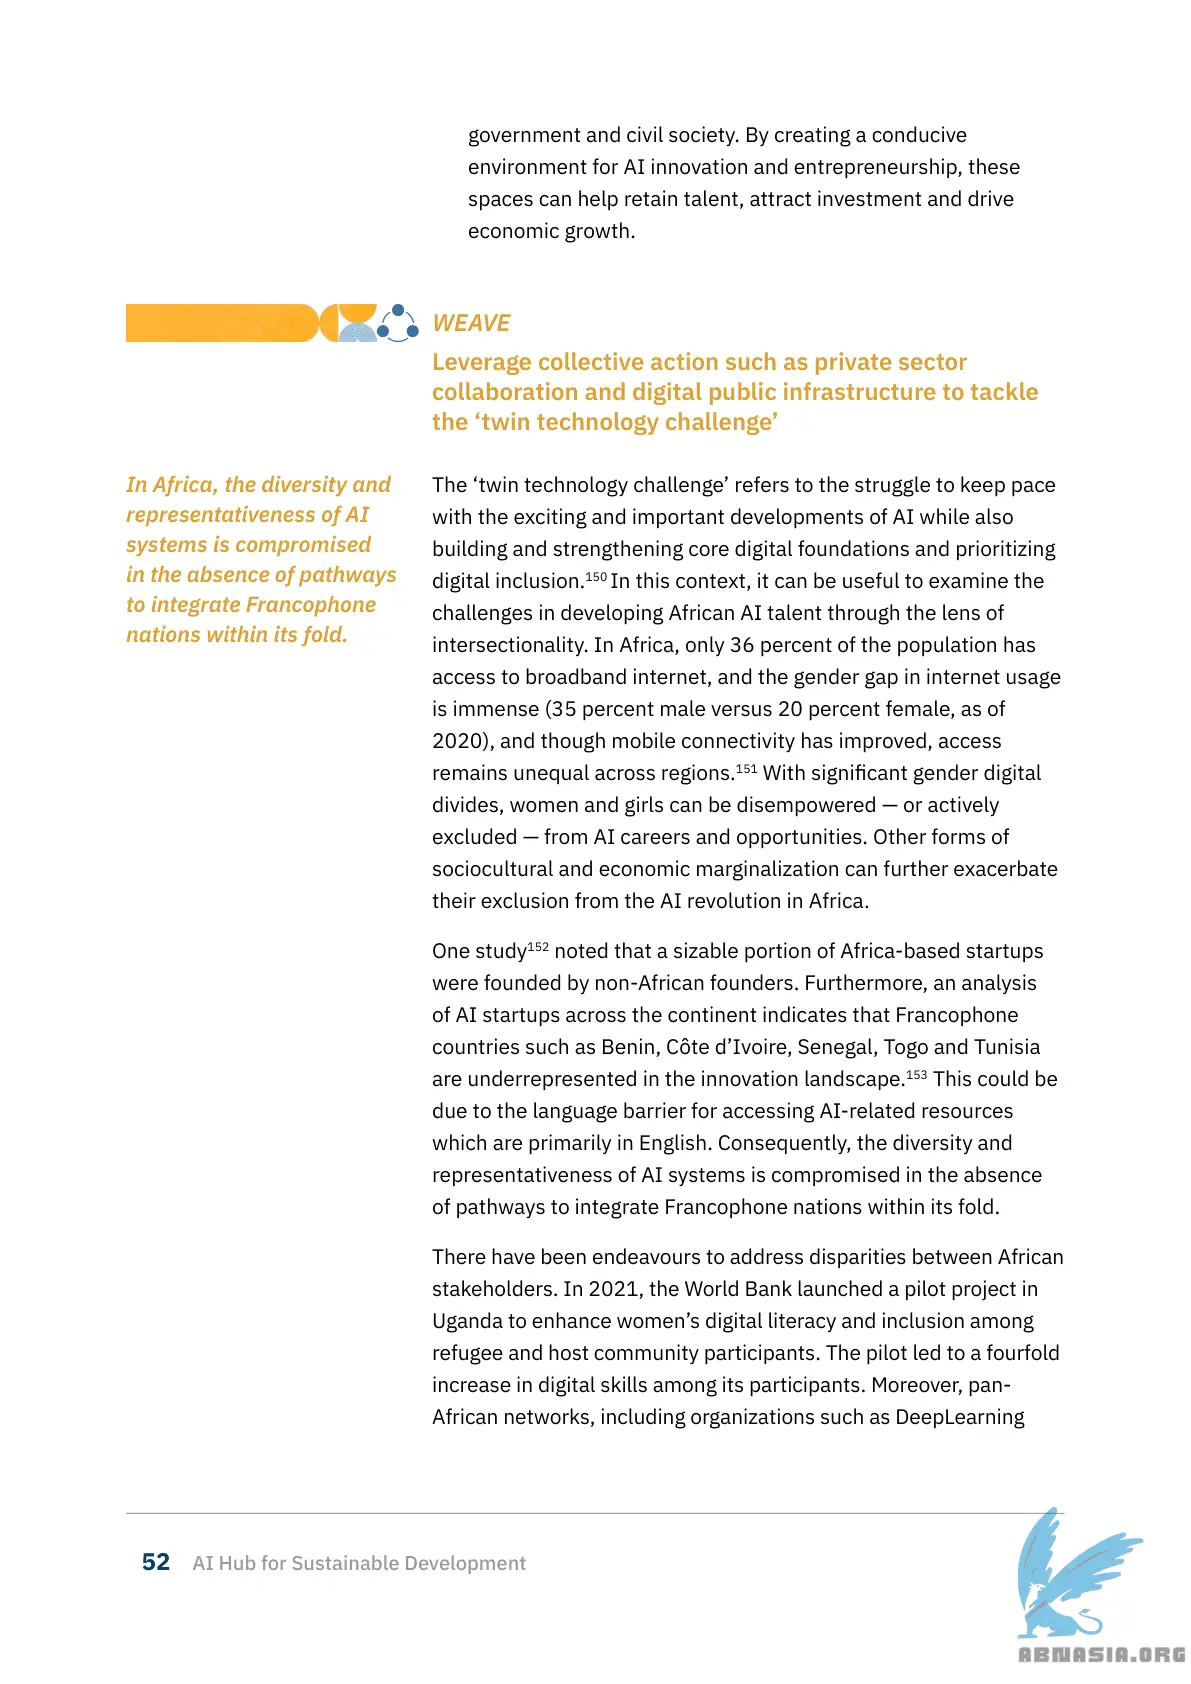 government and civil society. By creating a conducive
environment for AI innovation and entrepreneurship, these
spaces can help retain talent, attract investment and drive
economic growth.
WEAVE
Leverage collective action such as private sector
collaboration and digital public infrastructure to tackle
the ‘twin technology challenge’
In Africa, the diversity and
representativeness of AI
systems is compromised
in the absence of pathways
to integrate Francophone
nations within its fold.
The ‘twin technology challenge’ refers to the struggle to keep pace
with the exciting and important developments of AI while also
building and strengthening core digital foundations and prioritizing
digital inclusion.150 In this context, it can be useful to examine the
challenges in developing African AI talent through the lens of
intersectionality. In Africa, only 36 percent of the population has
access to broadband internet, and the gender gap in internet usage
is immense (35 percent male versus 20 percent female, as of
2020), and though mobile connectivity has improved, access
remains unequal across regions.151 With significant gender digital
divides, women and girls can be disempowered — or actively
excluded — from AI careers and opportunities. Other forms of
sociocultural and economic marginalization can further exacerbate
their exclusion from the AI revolution in Africa.
One study152 noted that a sizable portion of Africa-based startups
were founded by non-African founders. Furthermore, an analysis
of AI startups across the continent indicates that Francophone
countries such as Benin, Côte d’Ivoire, Senegal, Togo and Tunisia
are underrepresented in the innovation landscape.153 This could be
due to the language barrier for accessing AI-related resources
which are primarily in English. Consequently, the diversity and
representativeness of AI systems is compromised in the absence
of pathways to integrate Francophone nations within its fold.
There have been endeavours to address disparities between African
stakeholders. In 2021, the World Bank launched a pilot project in
Uganda to enhance women’s digital literacy and inclusion among
refugee and host community participants. The pilot led to a fourfold
increase in digital skills among its participants. Moreover, pan-
African networks, including organizations such as DeepLearning
52 AI Hub for Sustainable Development
ABNASIA.ORG